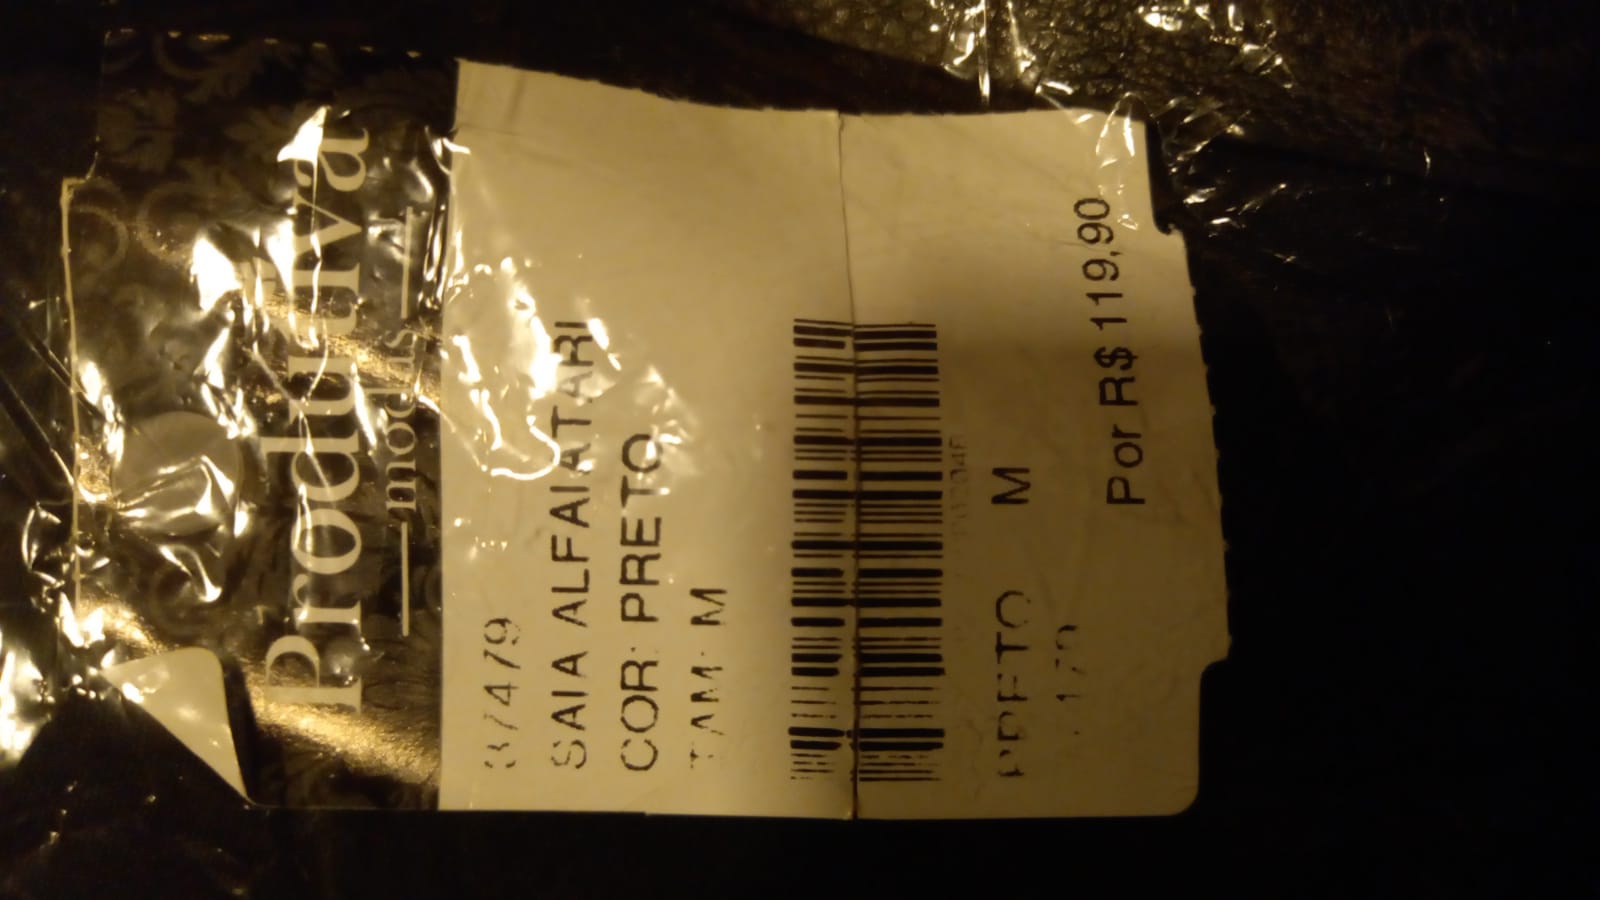 Produtiva
modas
37479
SAIA ALFAIATARI
COR: PRETO
TAM: M
PRETO M
Por R$ 119,90